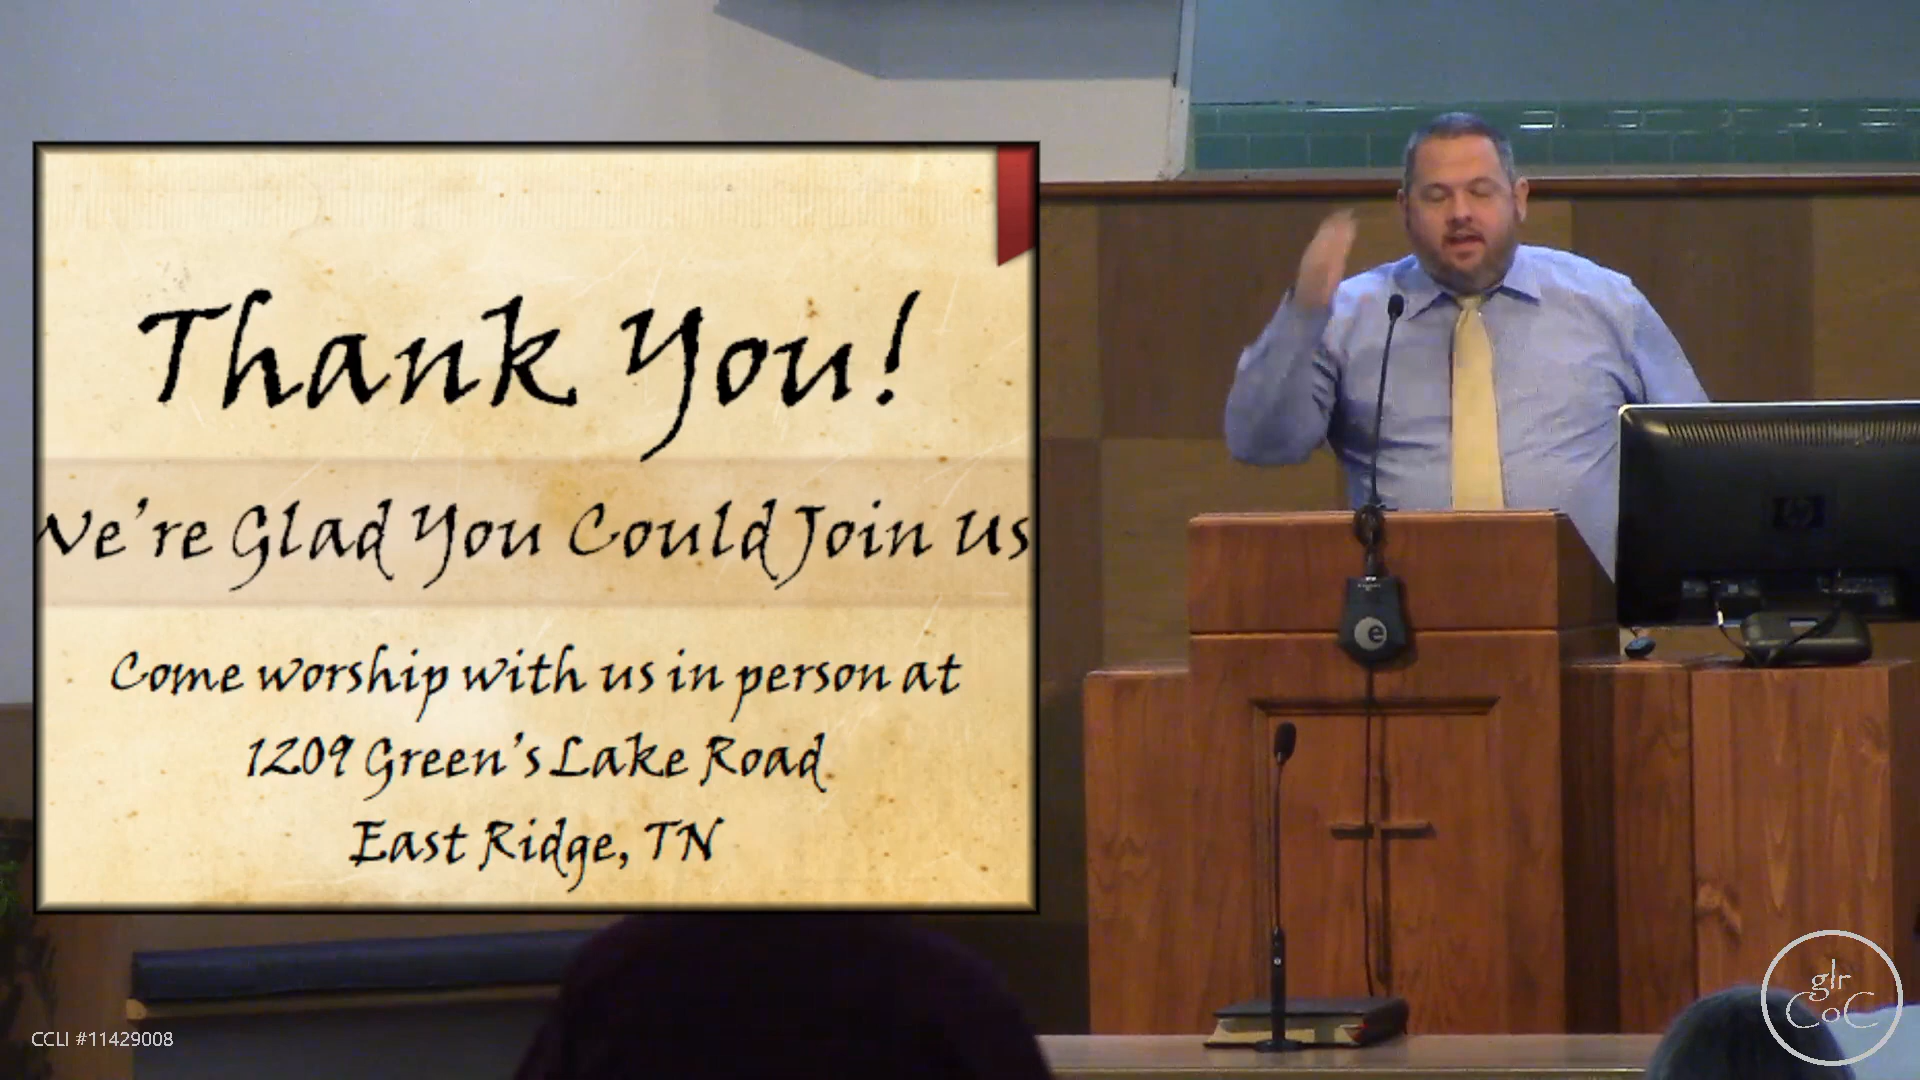 Thank You!
We're Glad You Could Join Us
Come worship with us in person at
1209 Green's Lake Road
East Ridge, TN
hp
e
glr
CoC
CCLI #11429008